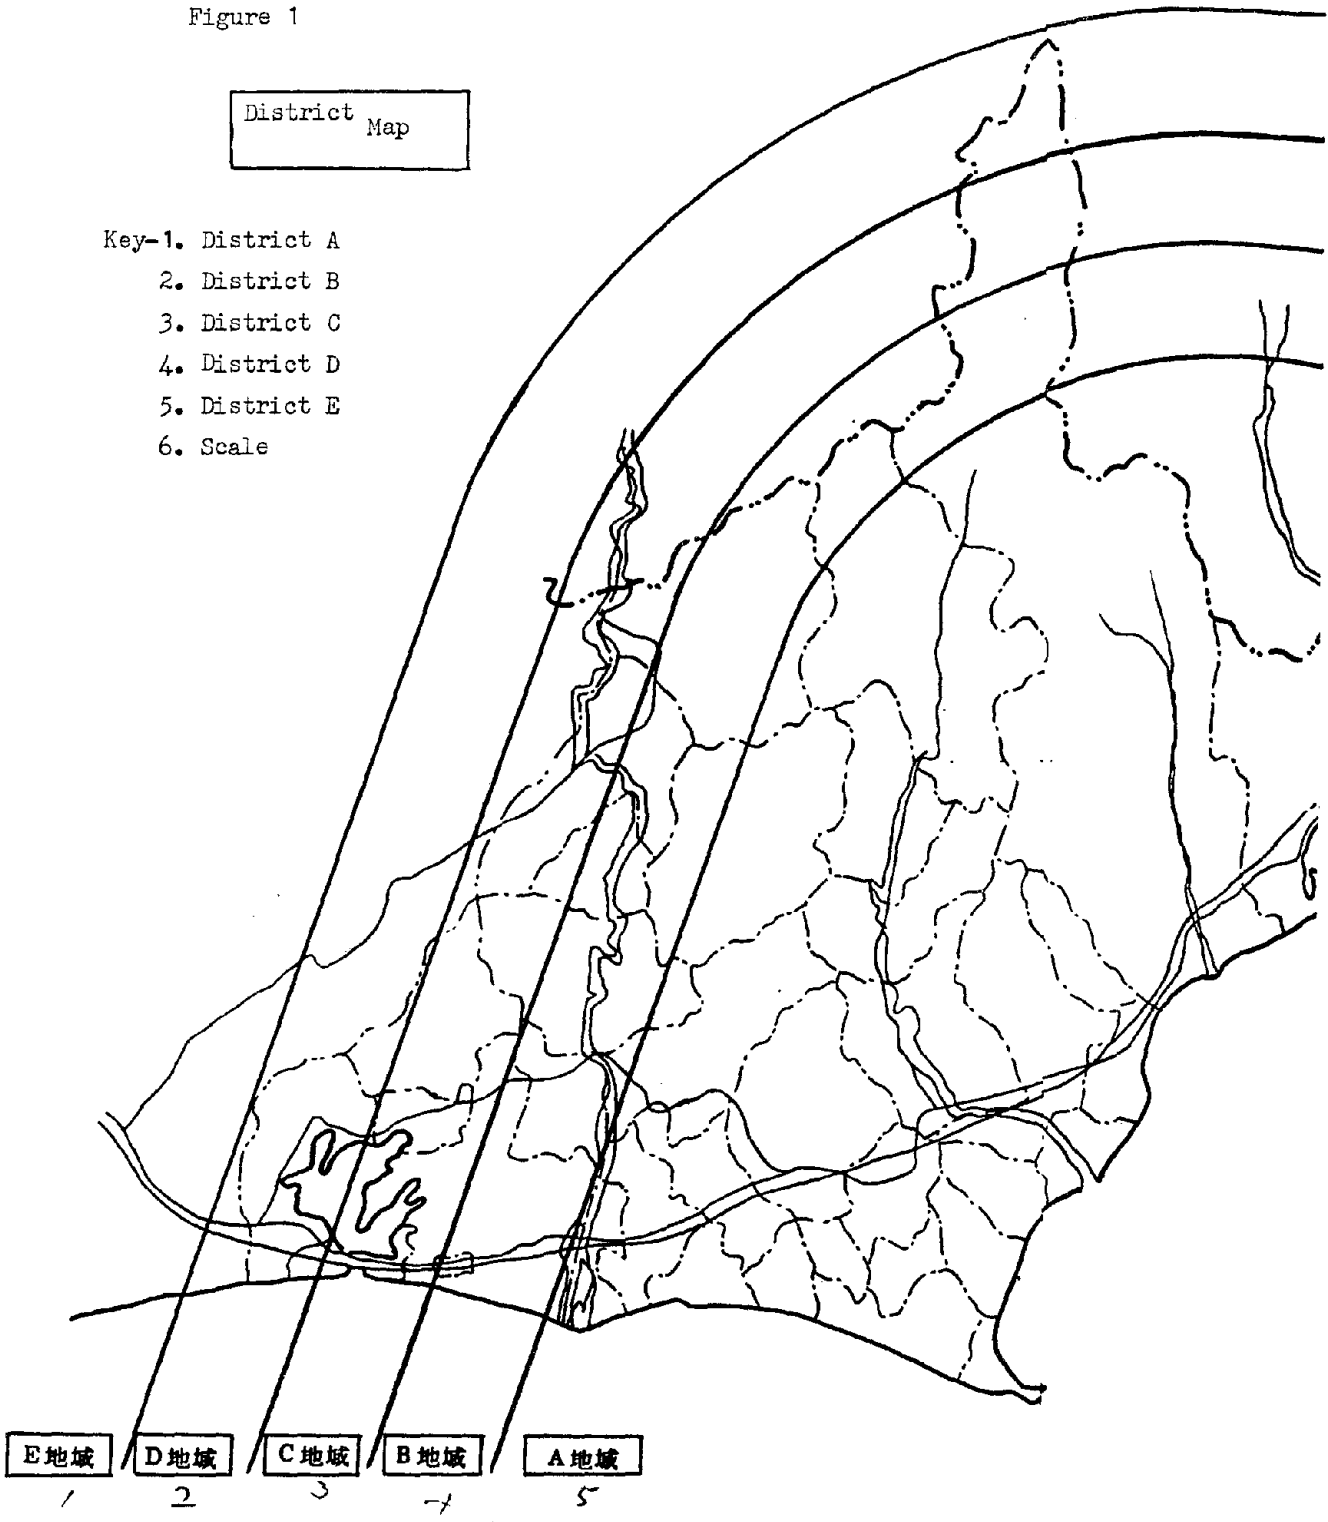 Figure 1
District Map
Key-1. District A
2. District B
3. District C
4. District D
5. District E
6. Scale
E地域 D地域 C地域 B地域 A地域
1 2 3 4 5